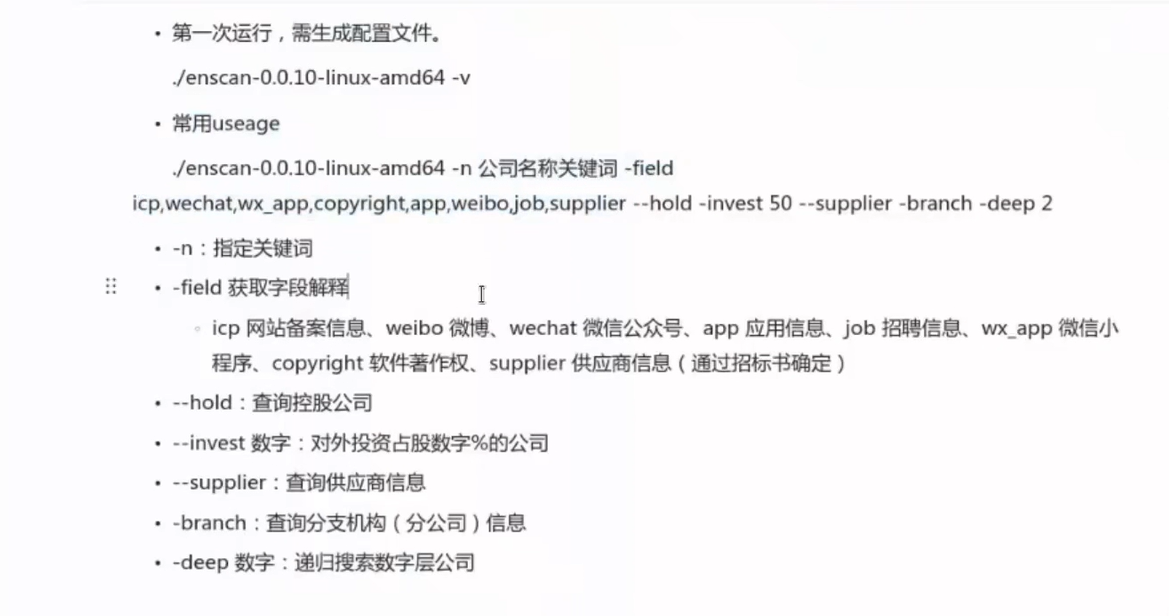 • 第一次运行，需生成配置文件。
./enscan-0.0.10-linux-amd64 -v
• 常用useage
./enscan-0.0.10-linux-amd64 -n 公司名称关键词 -field
icp,wechat,wx_app,copyright,app,weibo,job,supplier --hold -invest 50 --supplier -branch -deep 2
• -n：指定关键词
• -field 获取字段解释
◦ icp 网站备案信息、weibo 微博、wechat 微信公众号、app 应用信息、job 招聘信息、wx_app 微信小
程序、copyright 软件著作权、supplier 供应商信息（通过招标书确定）
• --hold：查询控股公司
• --invest 数字：对外投资占股数字%的公司
• --supplier：查询供应商信息
• -branch：查询分支机构（分公司）信息
• -deep 数字：递归搜索数字层公司